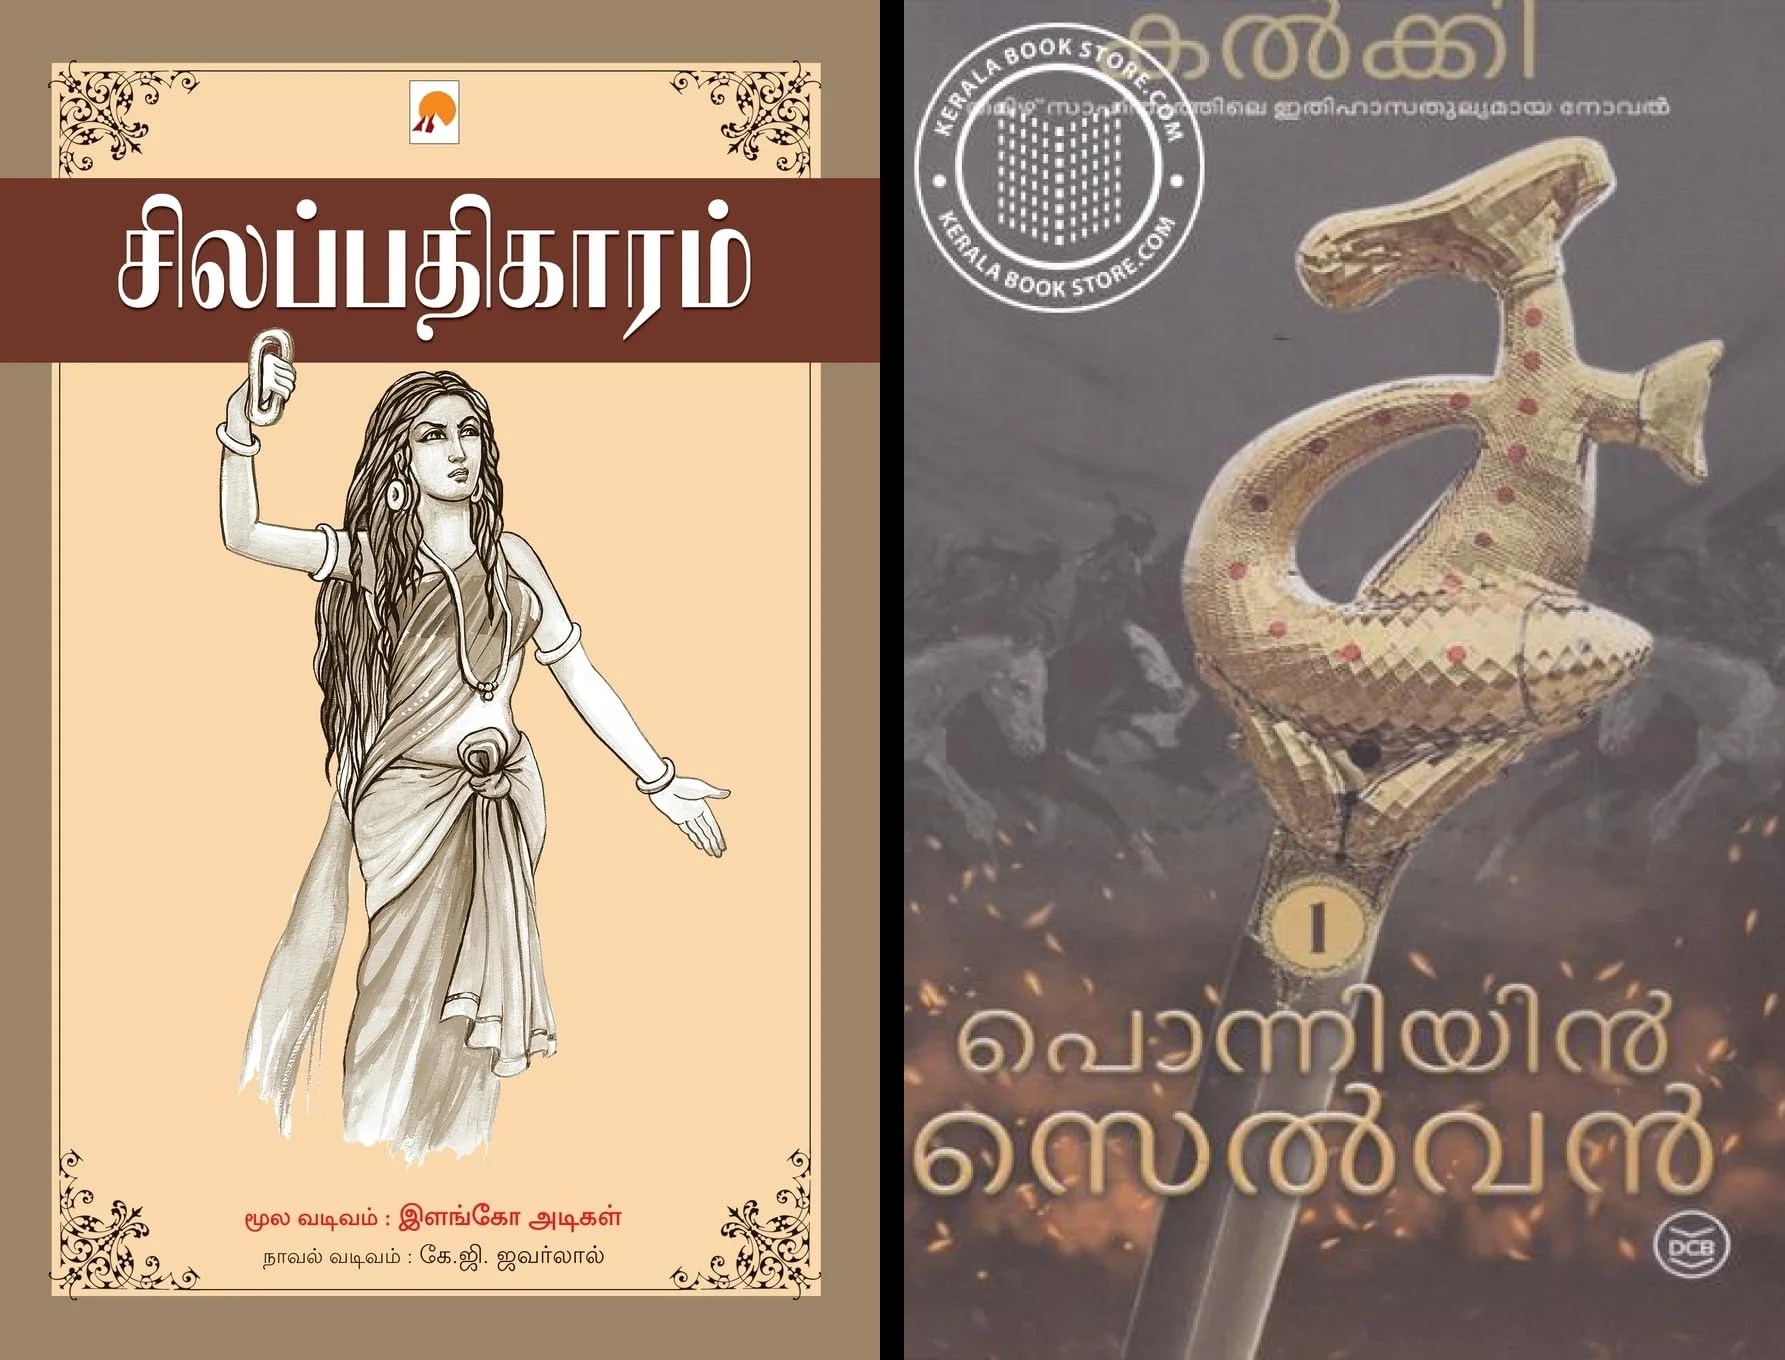 சிலப்பதிகாரம்
மூல வடிவம் : இளங்கோ அடிகள்
நாவல் வடிவம் : கே.ஜி. ஜவர்லால்
കൽക്കി
ഇതിഹാസതുല്യമായ നോവൽ
KERALA BOOK STORE.COM
KERALA BOOK STORE.COM
1
പൊന്നിയിൻ
സെൽവൻ
DCB